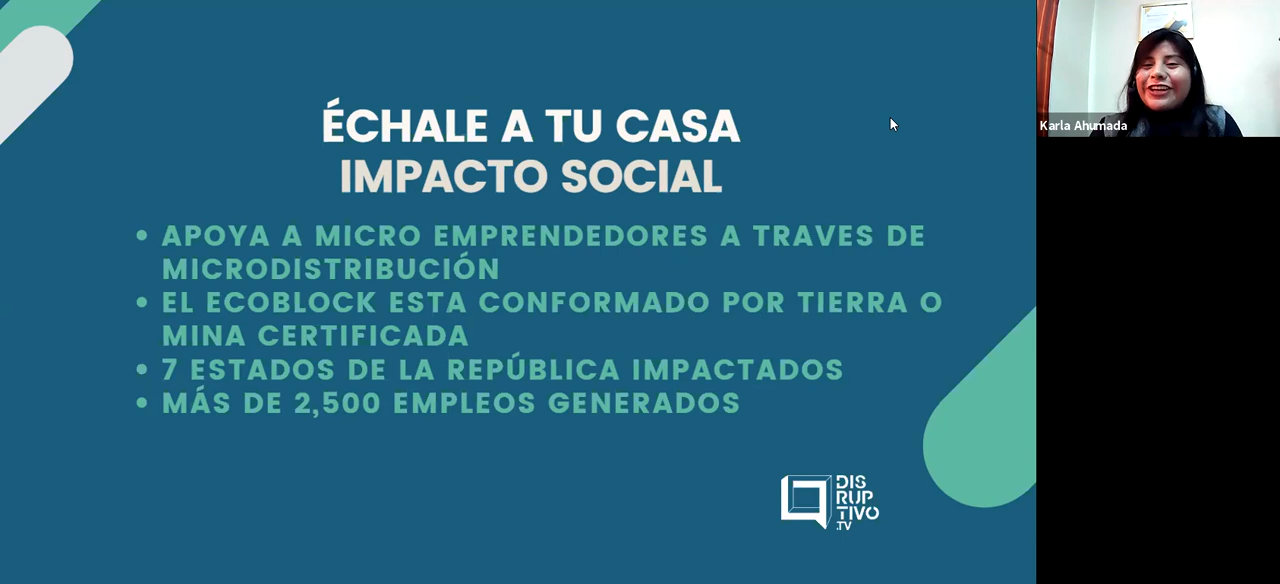 ÉCHALE A TU CASA
IMPACTO SOCIAL
• APOYA A MICRO EMPRENDEDORES A TRAVES DE
MICRODISTRIBUCIÓN
• EL ECOBLOCK ESTA CONFORMADO POR TIERRA O
MINA CERTIFICADA
• 7 ESTADOS DE LA REPÚBLICA IMPACTADOS
• MÁS DE 2,500 EMPLEOS GENERADOS
DIS
RUP
TIVO
.TV
Karla Ahumada